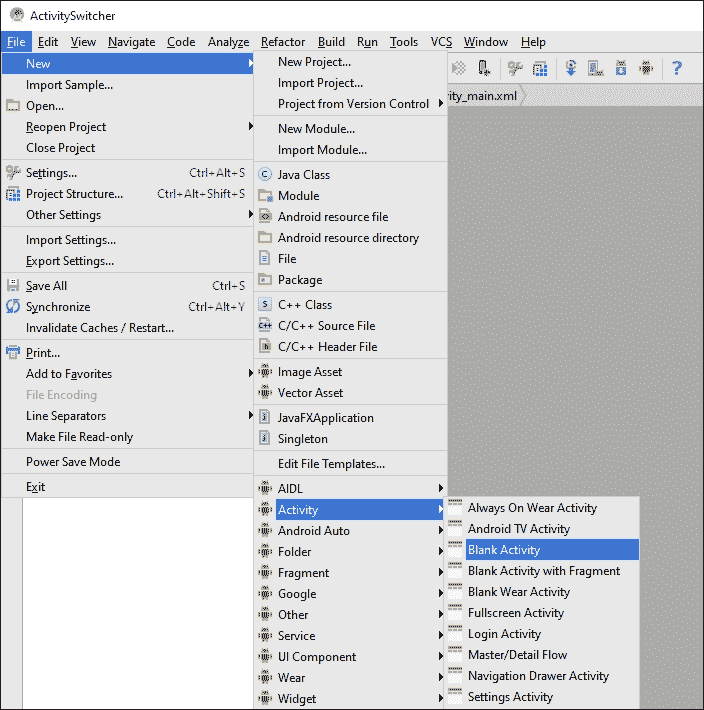 ActivitySwitcher
File Edit View Navigate Code Analyze Refactor Build Run Tools VCS Window Help
New
Import Sample...
Open...
Reopen Project
Close Project
Settings... Ctrl+Alt+S
Project Structure... Ctrl+Alt+Shift+S
Other Settings
Import Settings...
Export Settings...
Save All Ctrl+S
Synchronize Ctrl+Alt+Y
Invalidate Caches / Restart...
Print...
Add to Favorites
File Encoding
Line Separators
Make File Read-only
Power Save Mode
Exit
New Project...
Import Project...
Project from Version Control
New Module...
Import Module...
Java Class
Module
Android resource file
Android resource directory
File
Package
C++ Class
C/C++ Source File
C/C++ Header File
Image Asset
Vector Asset
JavaFXApplication
Singleton
Edit File Templates...
AIDL
Activity
Android Auto
Folder
Fragment
Google
Other
Service
UI Component
Wear
Widget
ity_main.xml
Always On Wear Activity
Android TV Activity
Blank Activity
Blank Activity with Fragment
Blank Wear Activity
Fullscreen Activity
Login Activity
Master/Detail Flow
Navigation Drawer Activity
Settings Activity